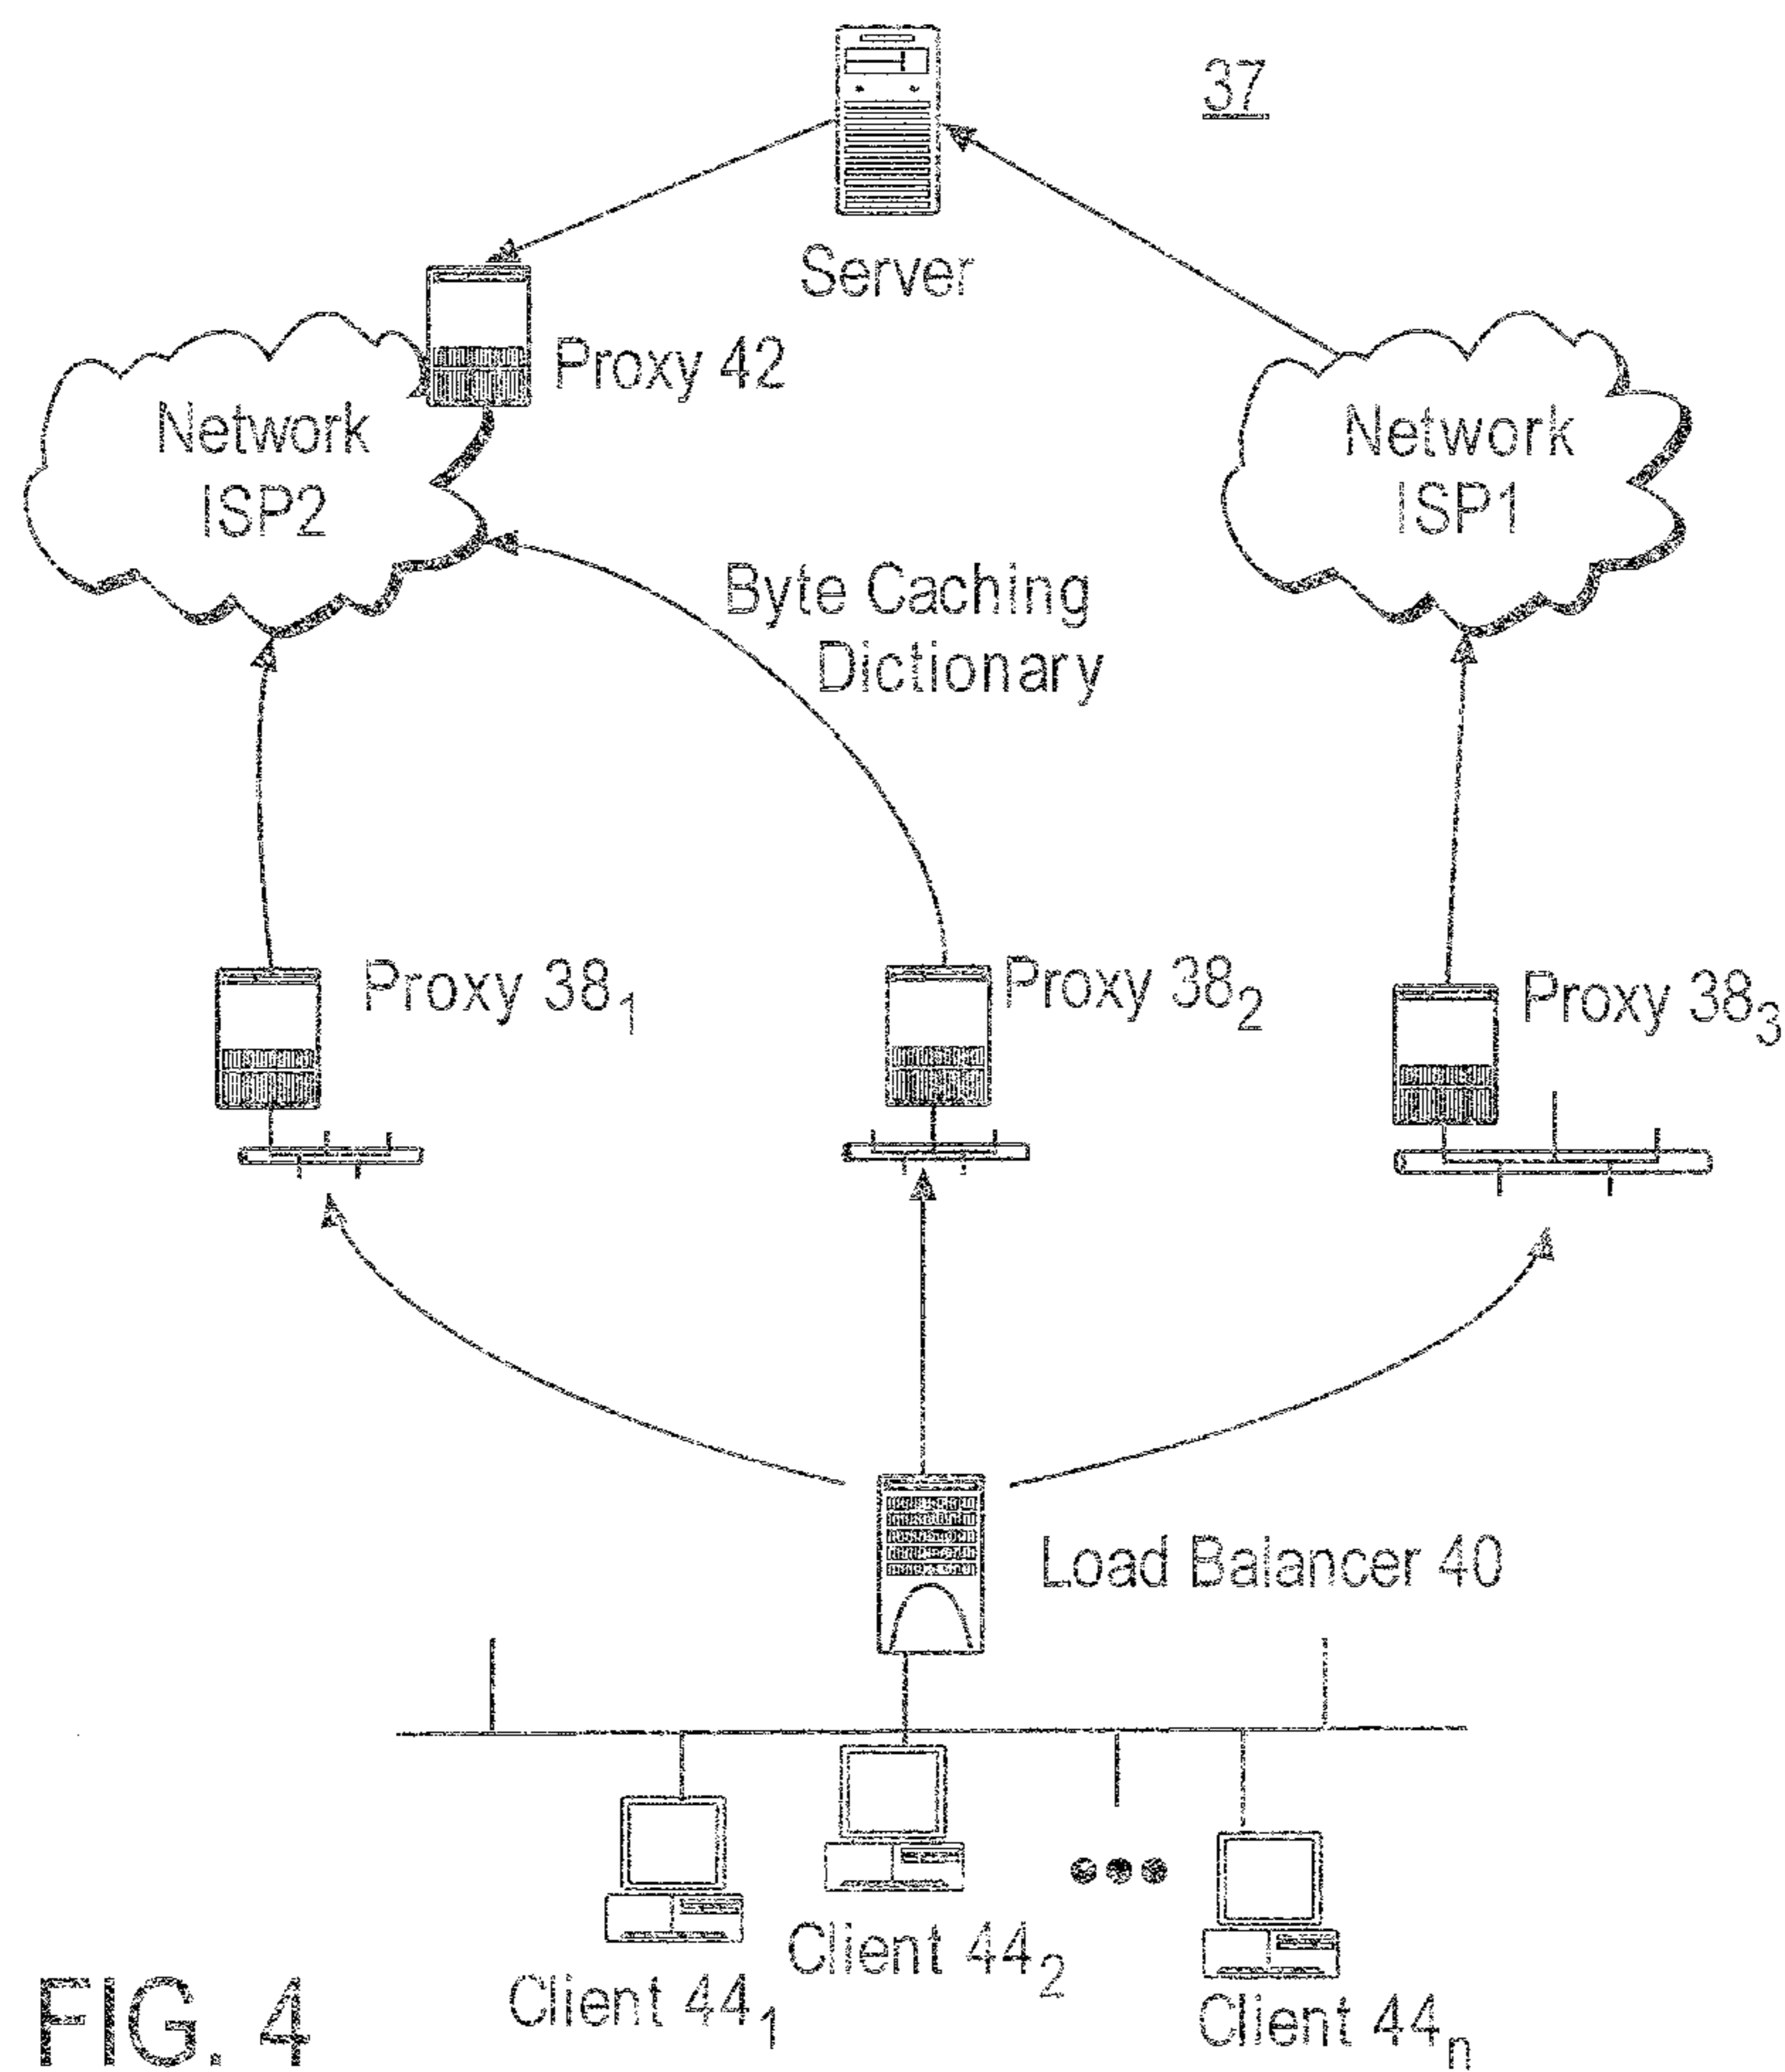 37
Server
Proxy 42
Network
ISP2
Network
ISP1
Byte Caching
Dictionary
Proxy 38₁
Proxy 38₂
Proxy 38₃
Load Balancer 40
Client 44₁
Client 44₂
Client 44ₙ
FIG. 4